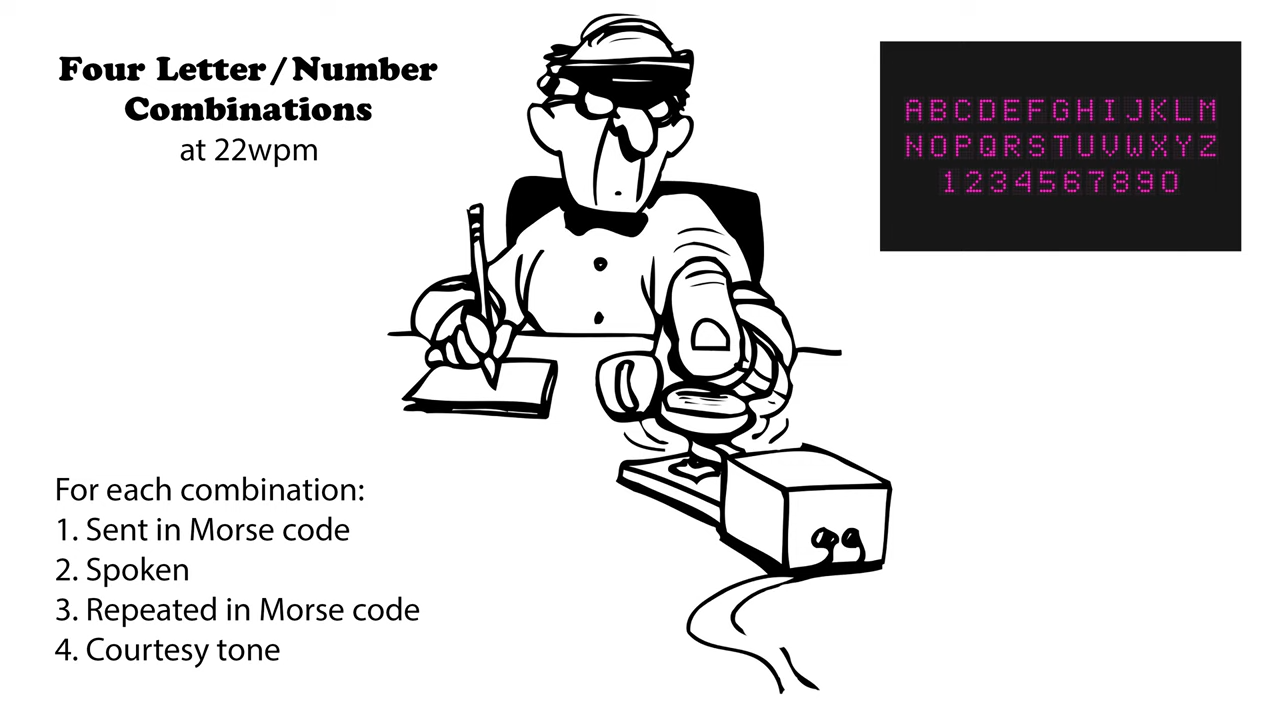 Four Letter/Number
Combinations
at 22wpm
ABCDEFGHIJKLM
NOPQRSTUVWXYZ
1234567890
For each combination:
1. Sent in Morse code
2. Spoken
3. Repeated in Morse code
4. Courtesy tone